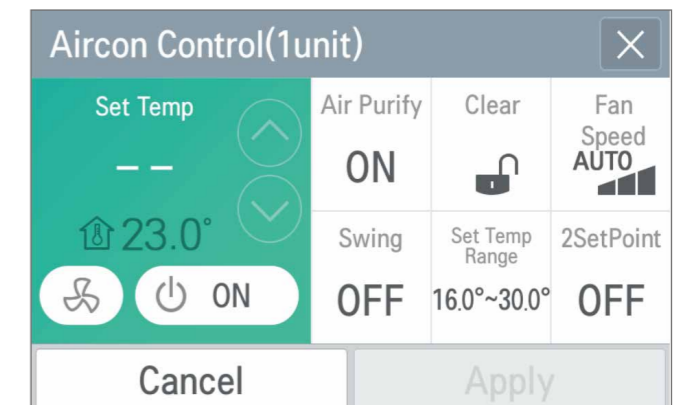 Aircon Control(1unit)
Set Temp
– –
23.0°
ON
Air Purify
ON
Clear
Fan
Speed
AUTO
Swing
OFF
Set Temp
Range
16.0°~30.0°
2SetPoint
OFF
Cancel
Apply